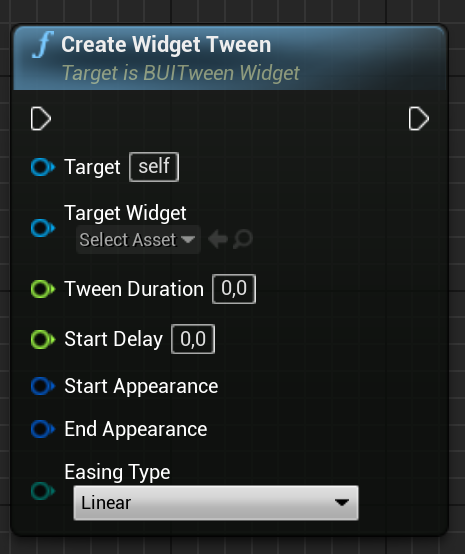 f Create Widget Tween
Target is BUITween Widget
Target self
Target Widget
Select Asset
Tween Duration 0,0
Start Delay 0,0
Start Appearance
End Appearance
Easing Type
Linear